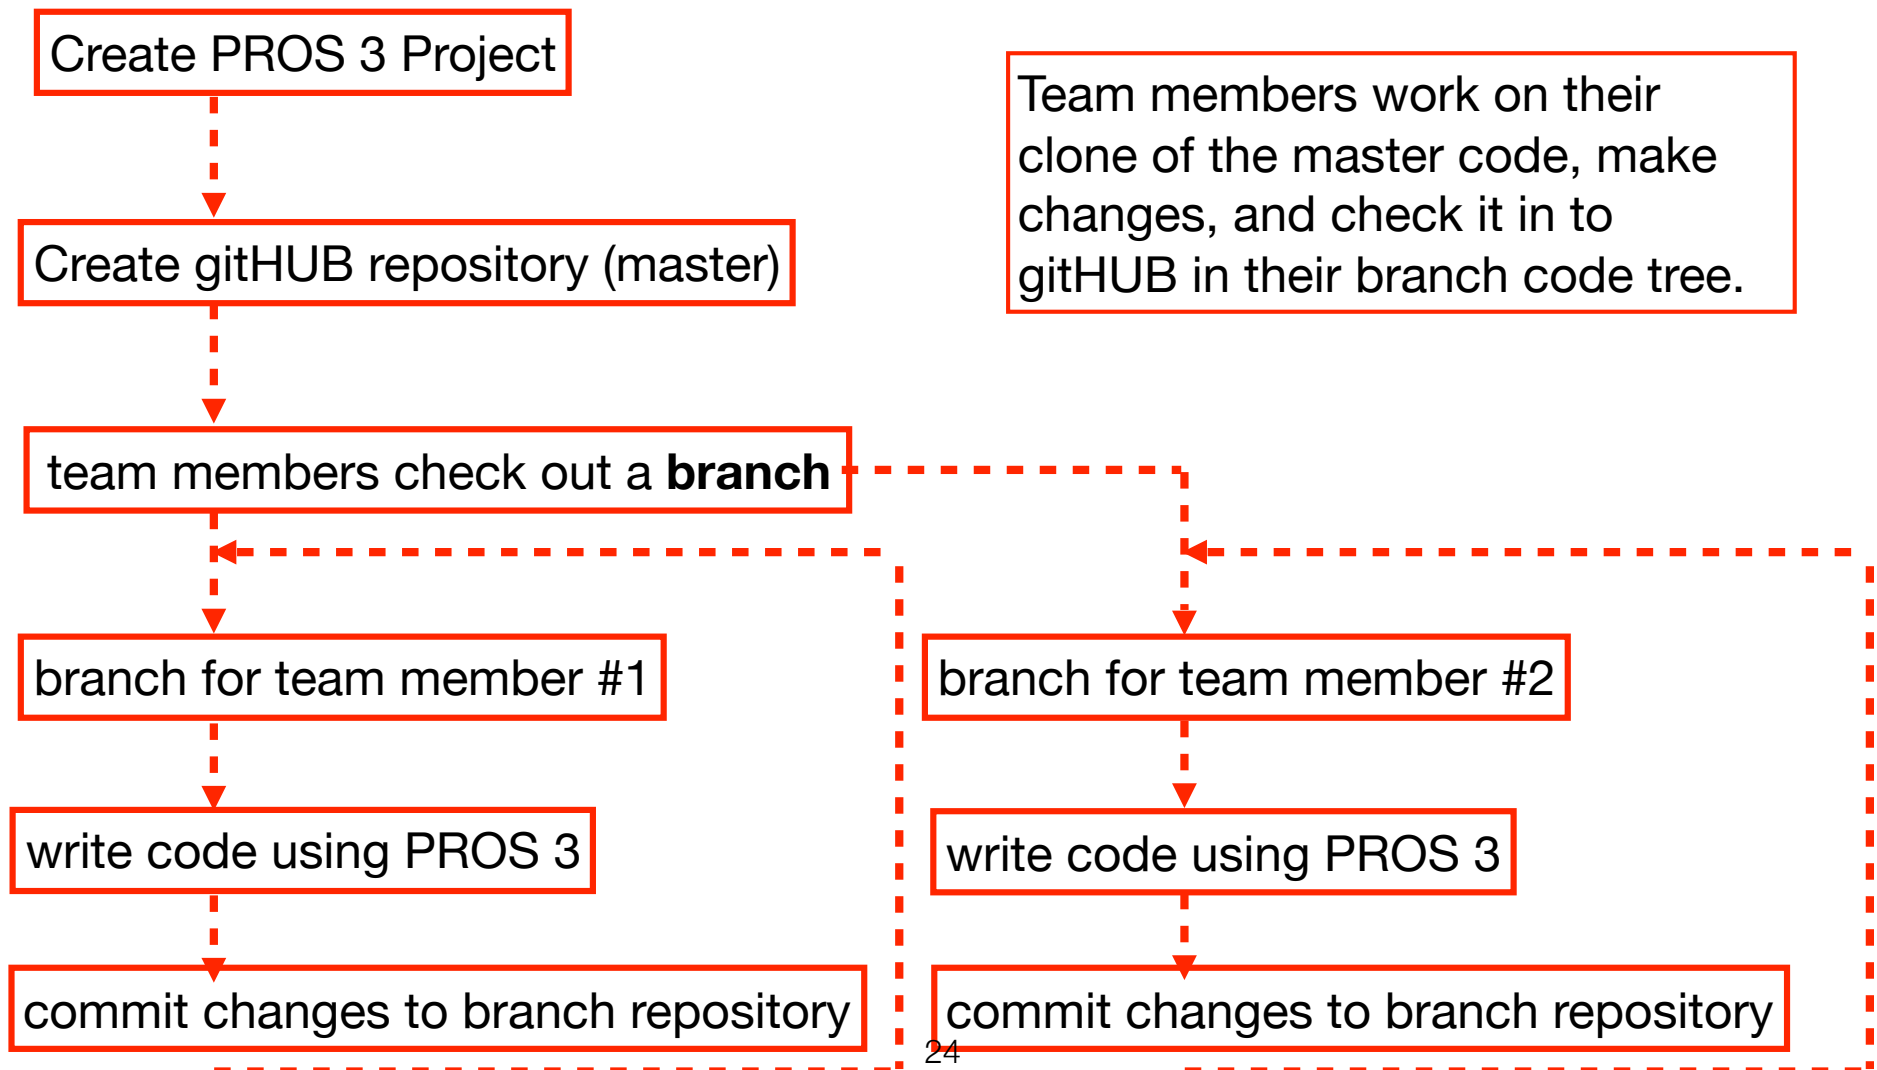 Create PROS 3 Project
Team members work on their
clone of the master code, make
changes, and check it in to
gitHUB in their branch code tree.
Create gitHUB repository (master)
team members check out a branch
branch for team member #1
branch for team member #2
write code using PROS 3
write code using PROS 3
commit changes to branch repository
commit changes to branch repository
24